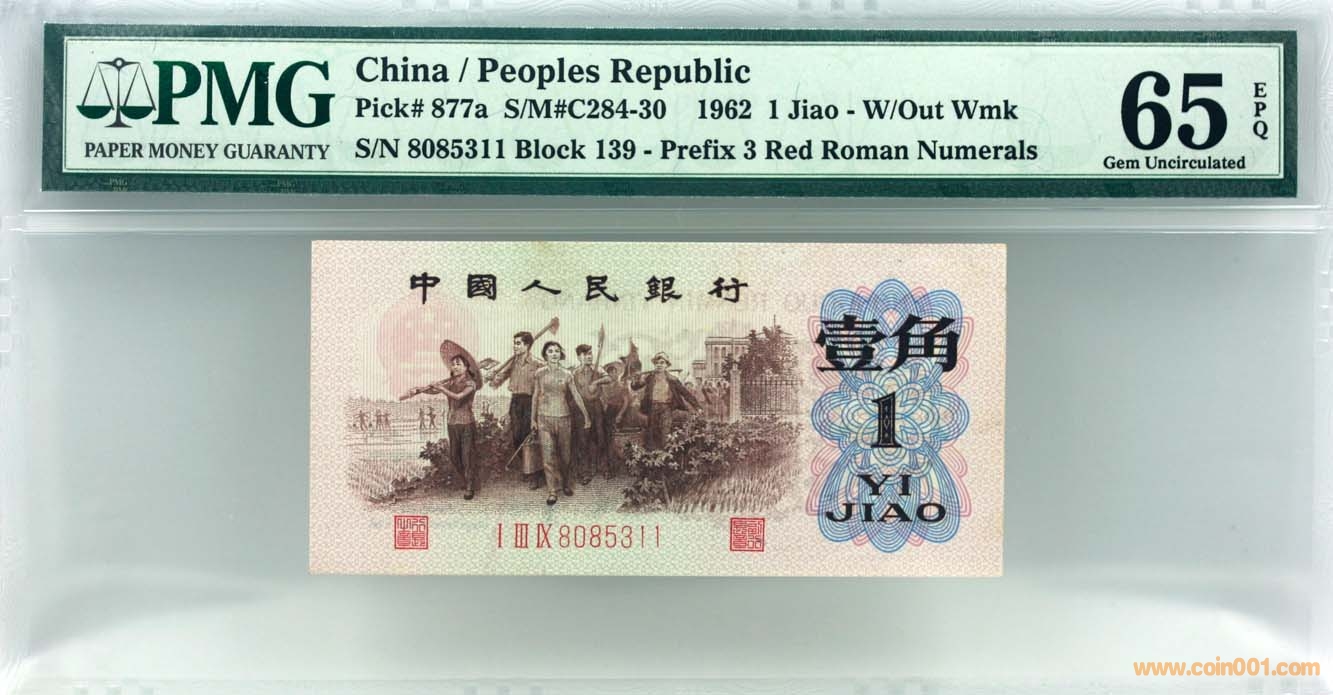 PMG
PAPER MONEY GUARANTY
China / Peoples Republic
Pick# 877a S/M#C284-30 1962 1 Jiao - W/Out Wmk
S/N 8085311 Block 139 - Prefix 3 Red Roman Numerals
65
EPQ
Gem Uncirculated
中國人民銀行
壹角
1
YI
JIAO
I III IX 8085311
www.coin001.com